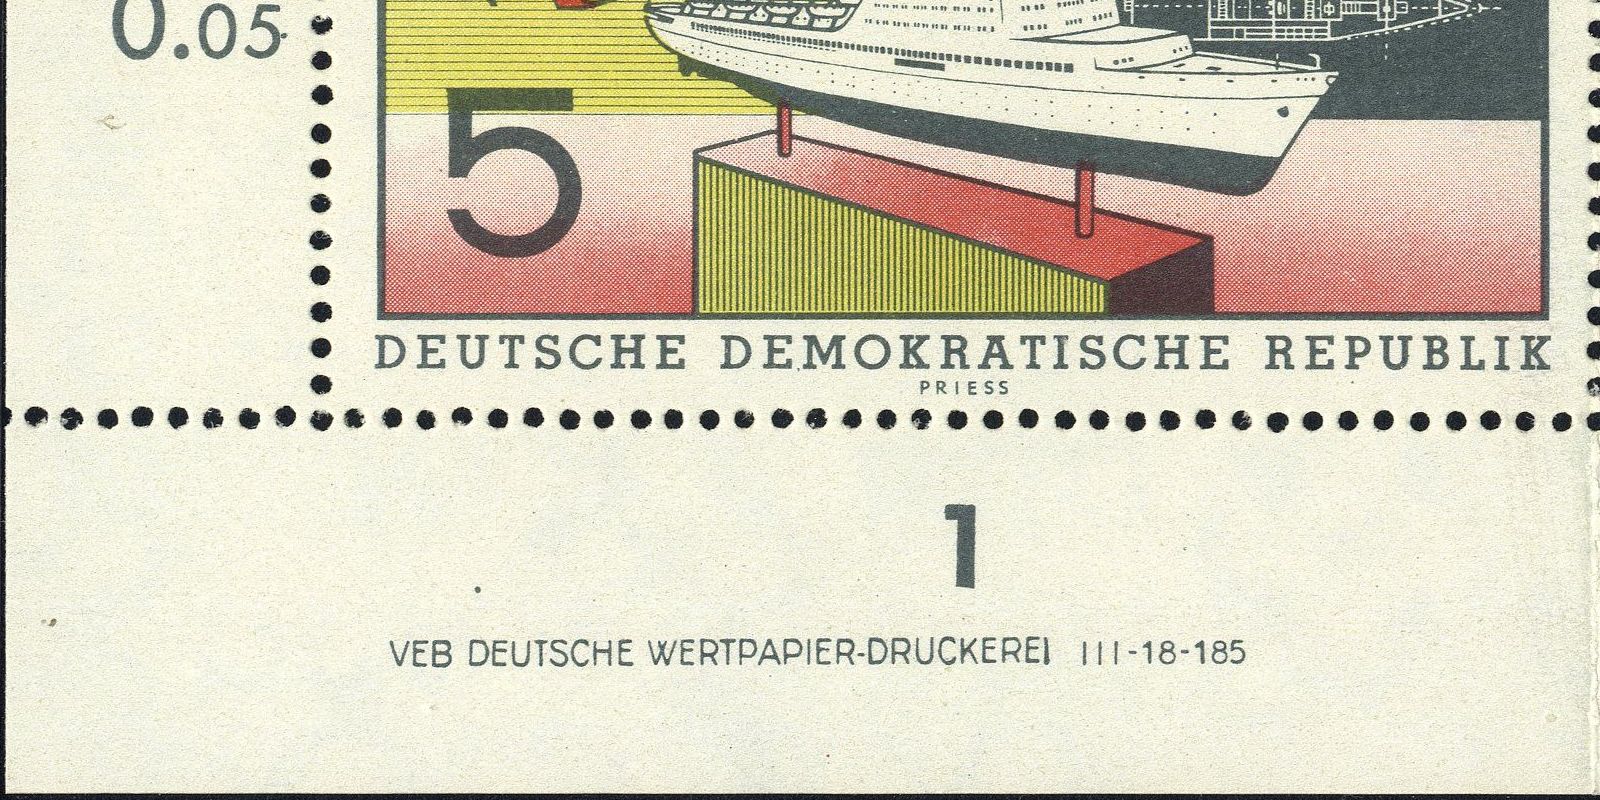 0.05
5
DEUTSCHE DEMOKRATISCHE REPUBLIK
PRIESS
1
VEB DEUTSCHE WERTPAPIER-DRUCKEREI III-18-185